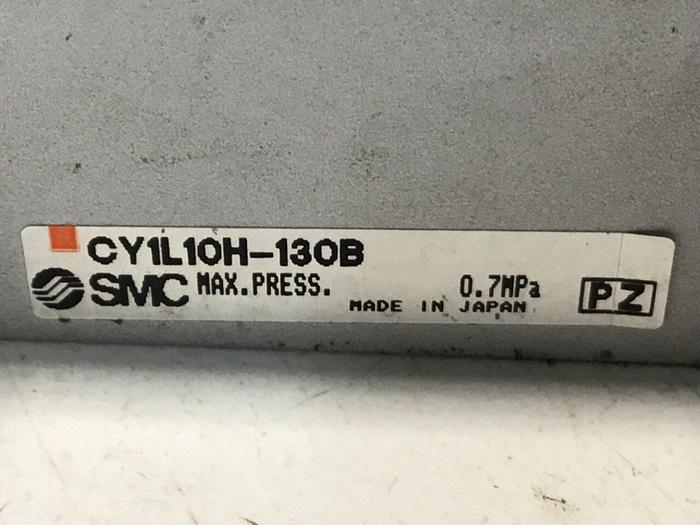 CY1L10H-130B
SMC MAX.PRESS. 0.7MPa
MADE IN JAPAN
PZ